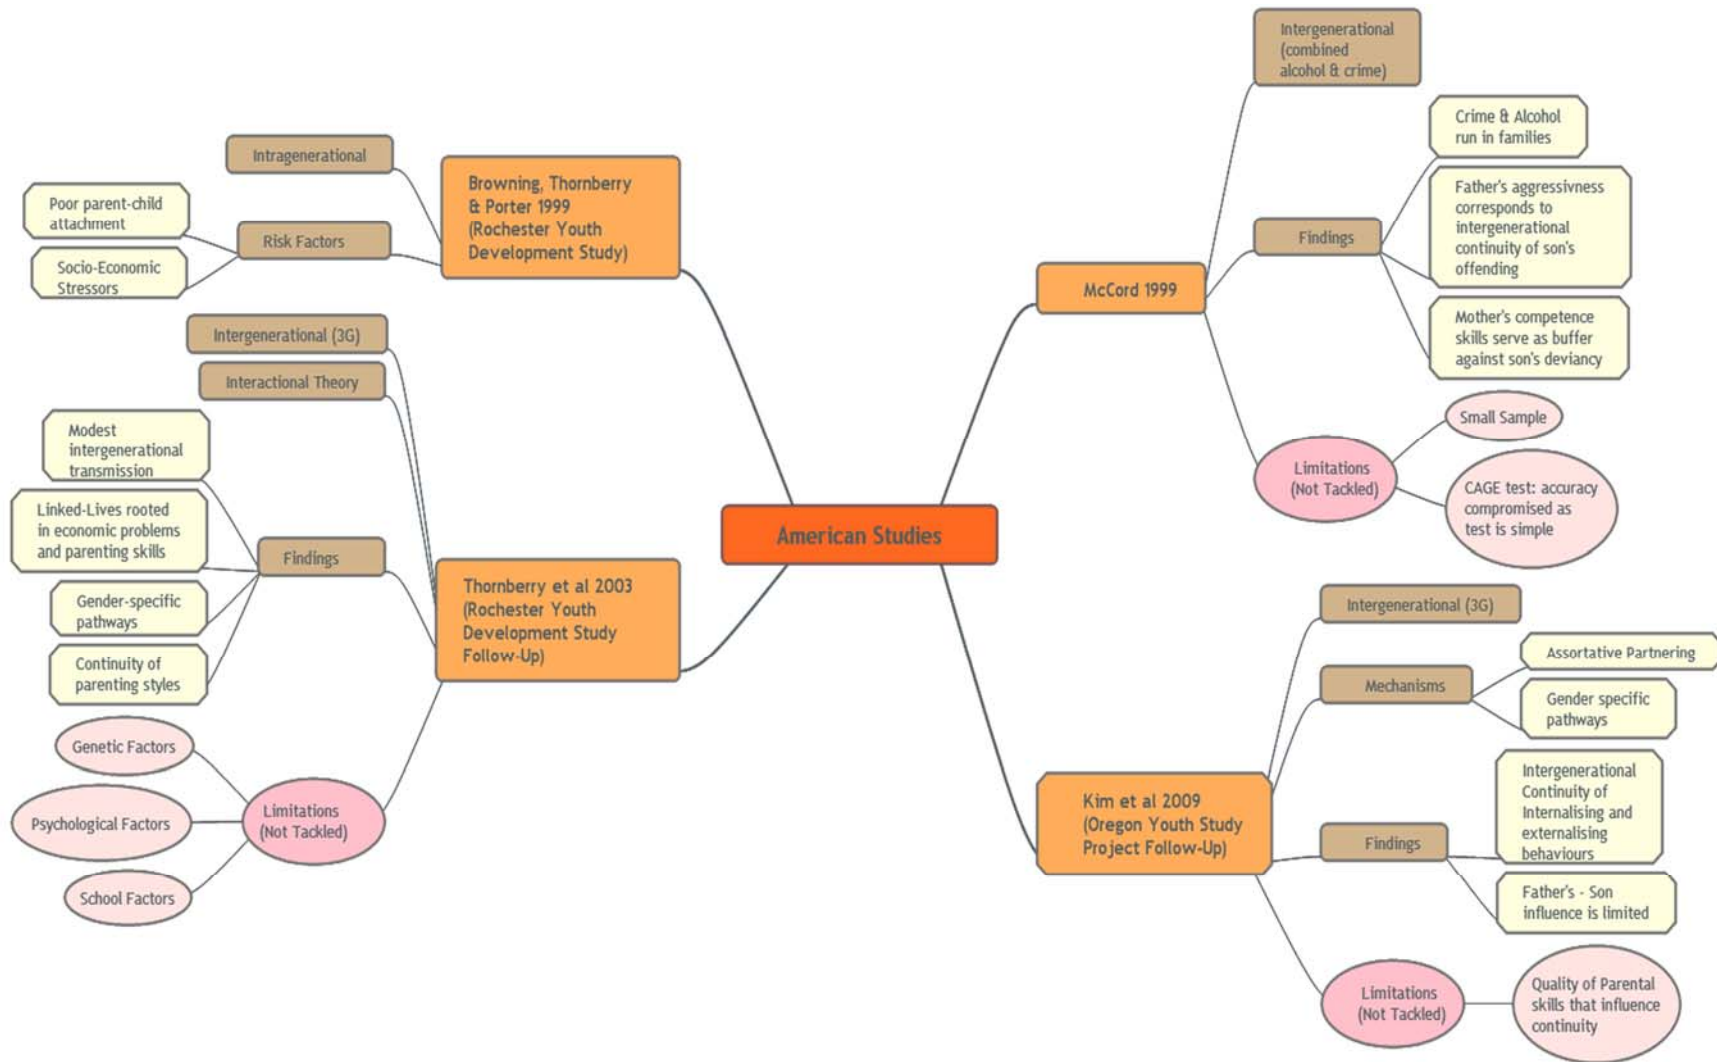 American Studies
Browning, Thornberry
& Porter 1999
(Rochester Youth
Development Study)
Intragenerational
Risk Factors
Poor parent-child
attachment
Socio-Economic
Stressors
Thornberry et al 2003
(Rochester Youth
Development Study
Follow-Up)
Intergenerational (3G)
Interactional Theory
Findings
Modest
intergenerational
transmission
Linked-Lives rooted
in economic problems
and parenting skills
Gender-specific
pathways
Continuity of
parenting styles
Limitations
(Not Tackled)
Genetic Factors
Psychological Factors
School Factors
McCord 1999
Intergenerational
(combined
alcohol & crime)
Findings
Crime & Alcohol
run in families
Father's aggressivness
corresponds to
intergenerational
continuity of son's
offending
Mother's competence
skills serve as buffer
against son's deviancy
Limitations
(Not Tackled)
Small Sample
CAGE test: accuracy
compromised as
test is simple
Kim et al 2009
(Oregon Youth Study
Project Follow-Up)
Intergenerational (3G)
Mechanisms
Assortative Partnering
Gender specific
pathways
Findings
Intergenerational
Continuity of
Internalising and
externalising
behaviours
Father's - Son
influence is limited
Limitations
(Not Tackled)
Quality of Parental
skills that influence
continuity